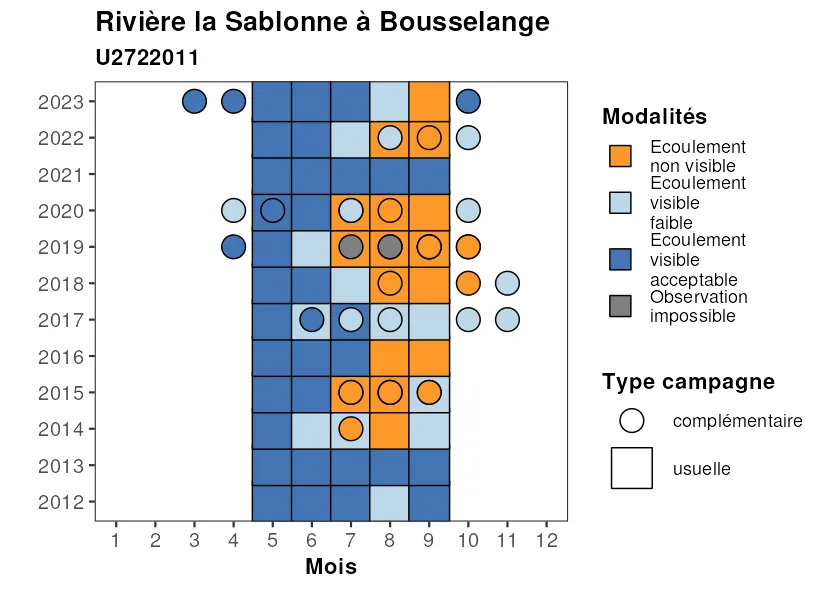 Rivière la Sablonne à Bousselange
U2722011
2023
2022
2021
2020
2019
2018
2017
2016
2015
2014
2013
2012
1 2 3 4 5 6 7 8 9 10 11 12
Mois
Modalités
Ecoulement
non visible
Ecoulement
visible
faible
Ecoulement
visible
acceptable
Observation
impossible
Type campagne
complémentaire
usuelle